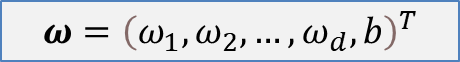 𝝎 = (ω₁, ω₂, …, ω_d, b)ᵀ